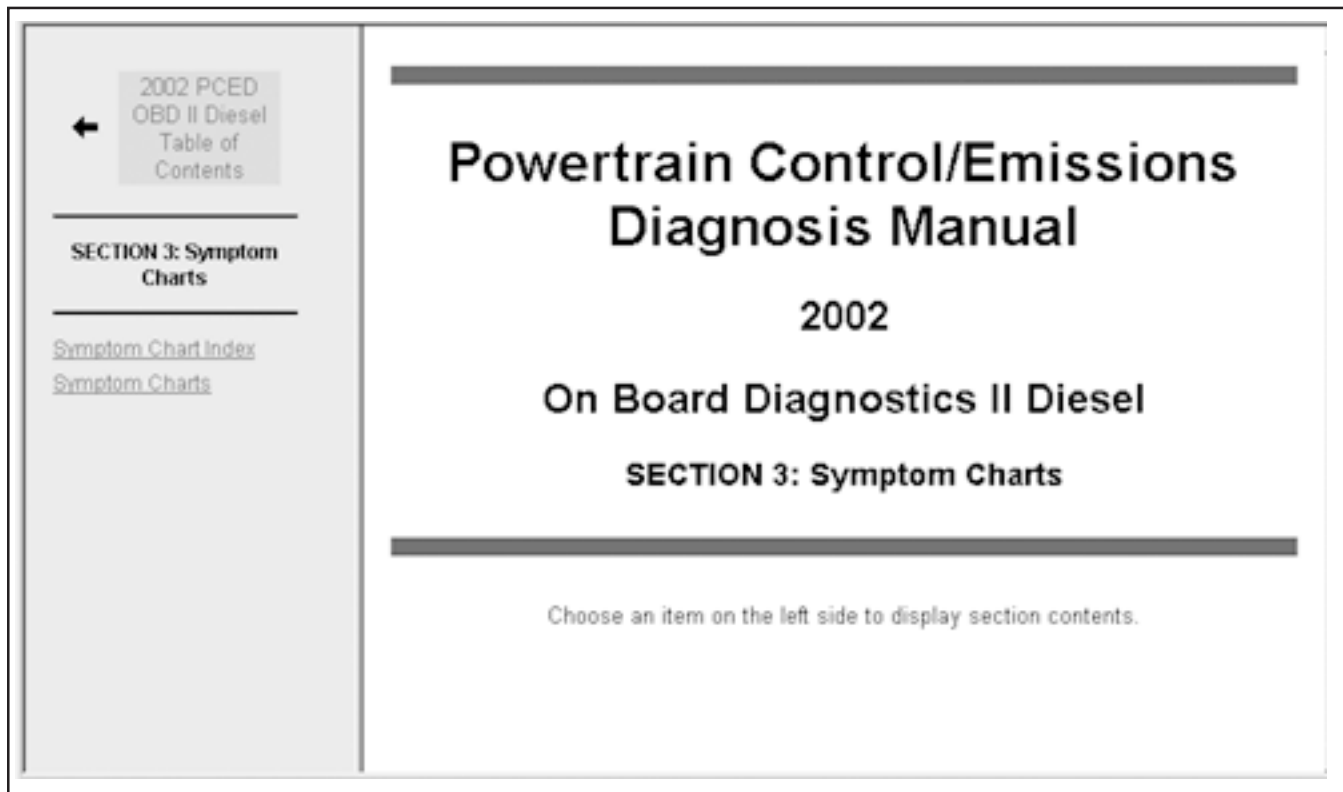 2002 PCED
OBD II Diesel
Table of
Contents
SECTION 3: Symptom
Charts
Symptom Chart Index
Symptom Charts
Powertrain Control/Emissions
Diagnosis Manual
2002
On Board Diagnostics II Diesel
SECTION 3: Symptom Charts
Choose an item on the left side to display section contents.